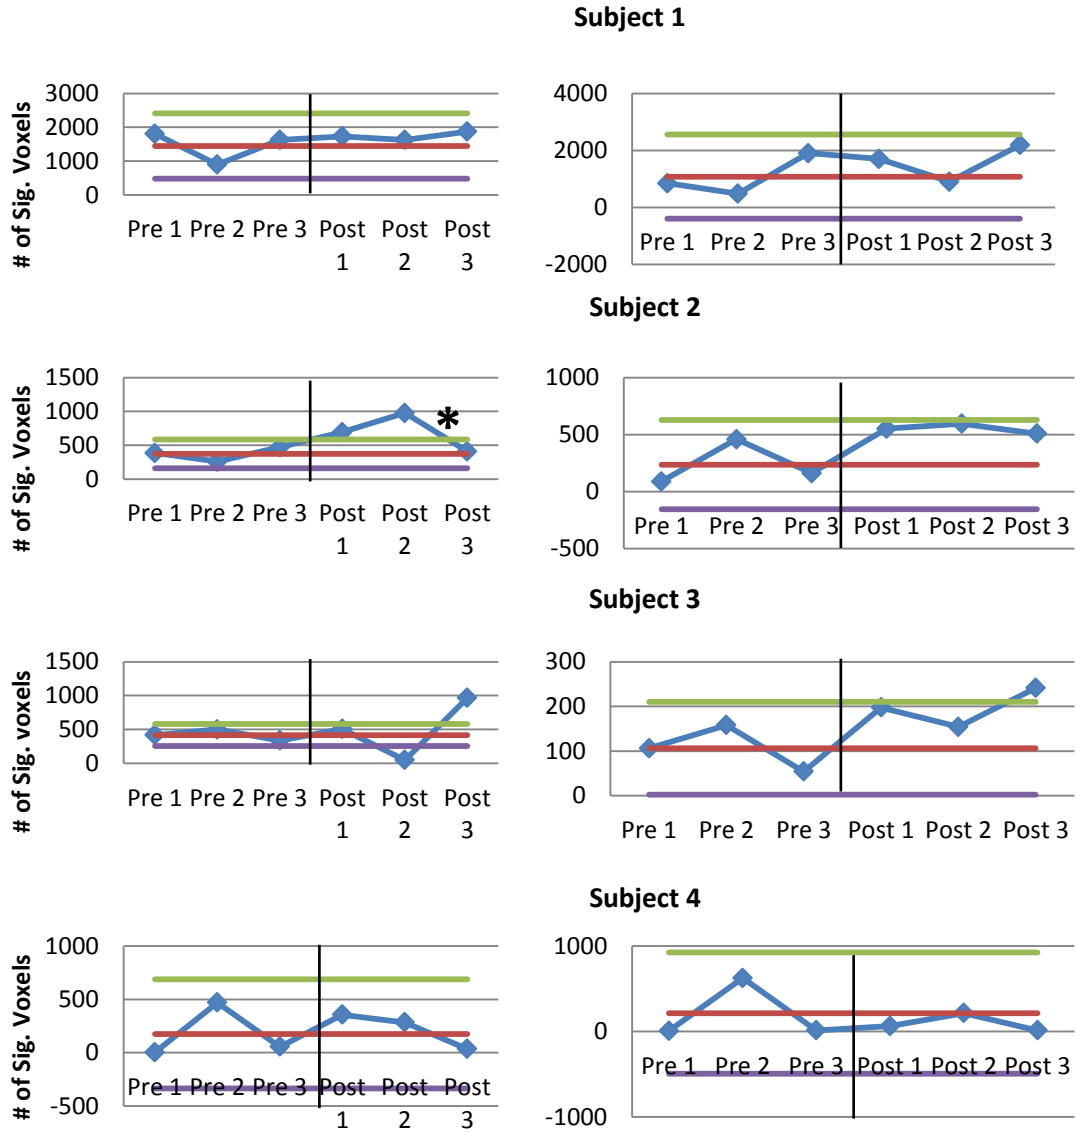 Subject 1
# of Sig. Voxels
3000
2000
1000
0
Pre 1 Pre 2 Pre 3 Post 1 Post 2 Post 3
4000
2000
0
-2000
Pre 1 Pre 2 Pre 3 Post 1 Post 2 Post 3
Subject 2
# of Sig. Voxels
1500
1000
500
0
*
Pre 1 Pre 2 Pre 3 Post 1 Post 2 Post 3
1000
500
0
-500
Pre 1 Pre 2 Pre 3 Post 1 Post 2 Post 3
Subject 3
# of Sig. voxels
1500
1000
500
0
Pre 1 Pre 2 Pre 3 Post 1 Post 2 Post 3
300
200
100
0
Pre 1 Pre 2 Pre 3 Post 1 Post 2 Post 3
Subject 4
# of Sig. Voxels
1000
500
0
-500
Pre 1 Pre 2 Pre 3 Post 1 Post 2 Post 3
1000
0
-1000
Pre 1 Pre 2 Pre 3 Post 1 Post 2 Post 3